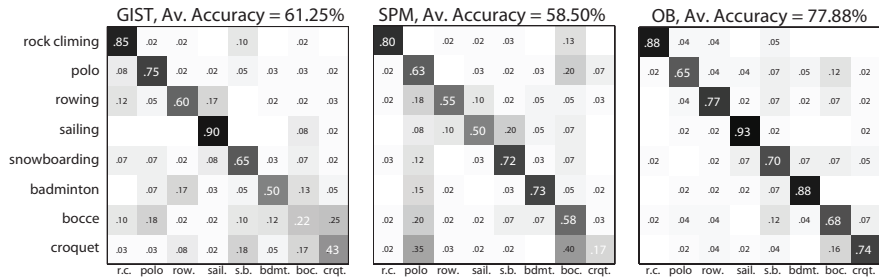 GIST, Av. Accuracy = 61.25% SPM, Av. Accuracy = 58.50% OB, Av. Accuracy = 77.88%
rock climing .85 .02 .02 .10 .02 .80 .02 .02 .03 .13 .88 .04 .04 .05
polo .08 .75 .02 .02 .05 .03 .03 .02 .02 .63 .03 .02 .20 .07 .02 .65 .04 .04 .07 .05 .12 .02
rowing .12 .05 .60 .17 .02 .02 .03 .02 .18 .55 .10 .02 .05 .05 .03 .04 .77 .02 .07 .02 .05 .03
sailing .90 .08 .02 .08 .10 .50 .20 .05 .07 .02 .02 .93 .02 .02
snowboarding .07 .07 .02 .08 .65 .03 .07 .02 .03 .12 .03 .72 .03 .07 .02 .02 .07 .70 .07 .07 .05
badminton .07 .17 .03 .05 .50 .13 .05 .15 .02 .03 .73 .05 .02 .02 .02 .02 .07 .88
bocce .10 .18 .02 .02 .10 .12 .22 .25 .02 .20 .02 .02 .07 .07 .58 .03 .02 .04 .04 .12 .04 .68 .07
croquet .03 .03 .08 .02 .18 .05 .17 43 .02 .35 .02 .04 .40 .17 .02 .04 .02 .04 .16 .74
r.c. polo row. sail. s.b. bdmt. boc. crqt. r.c. polo row. sail. s.b. bdmt. boc. crqt. r.c. polo row. sail. s.b. bdmt. boc. crqt.